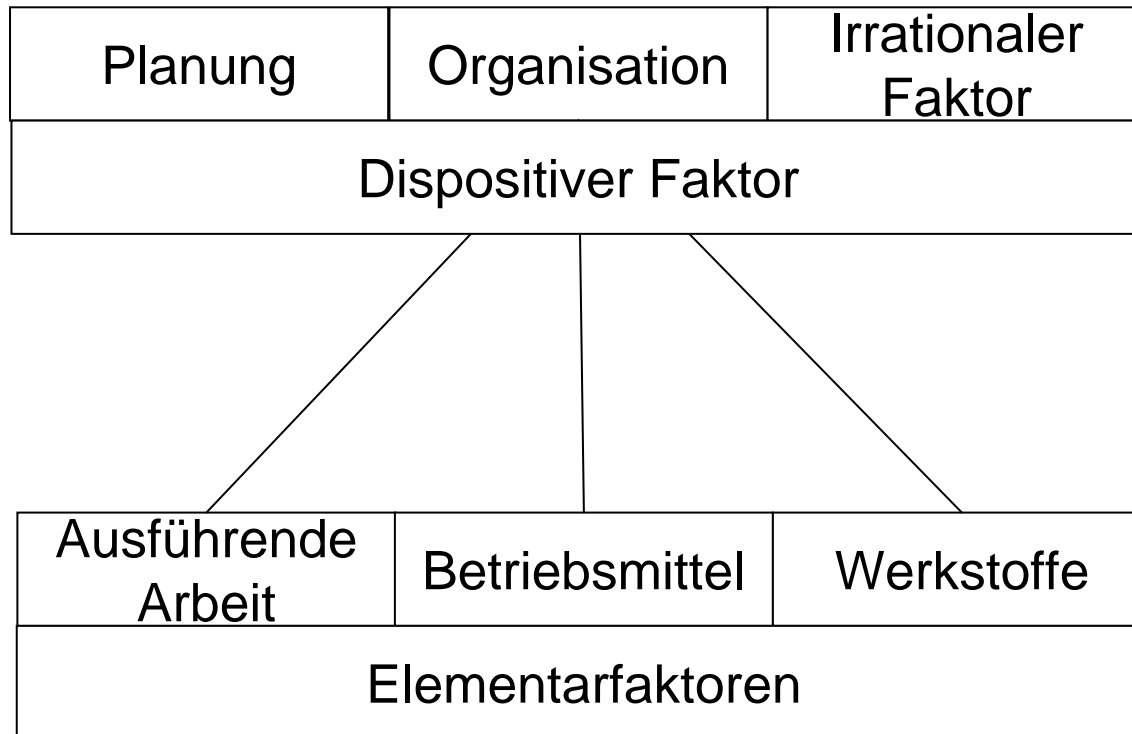 Planung
Organisation
Irrationaler
Faktor
Dispositiver Faktor
Ausführende
Arbeit
Betriebsmittel
Werkstoffe
Elementarfaktoren